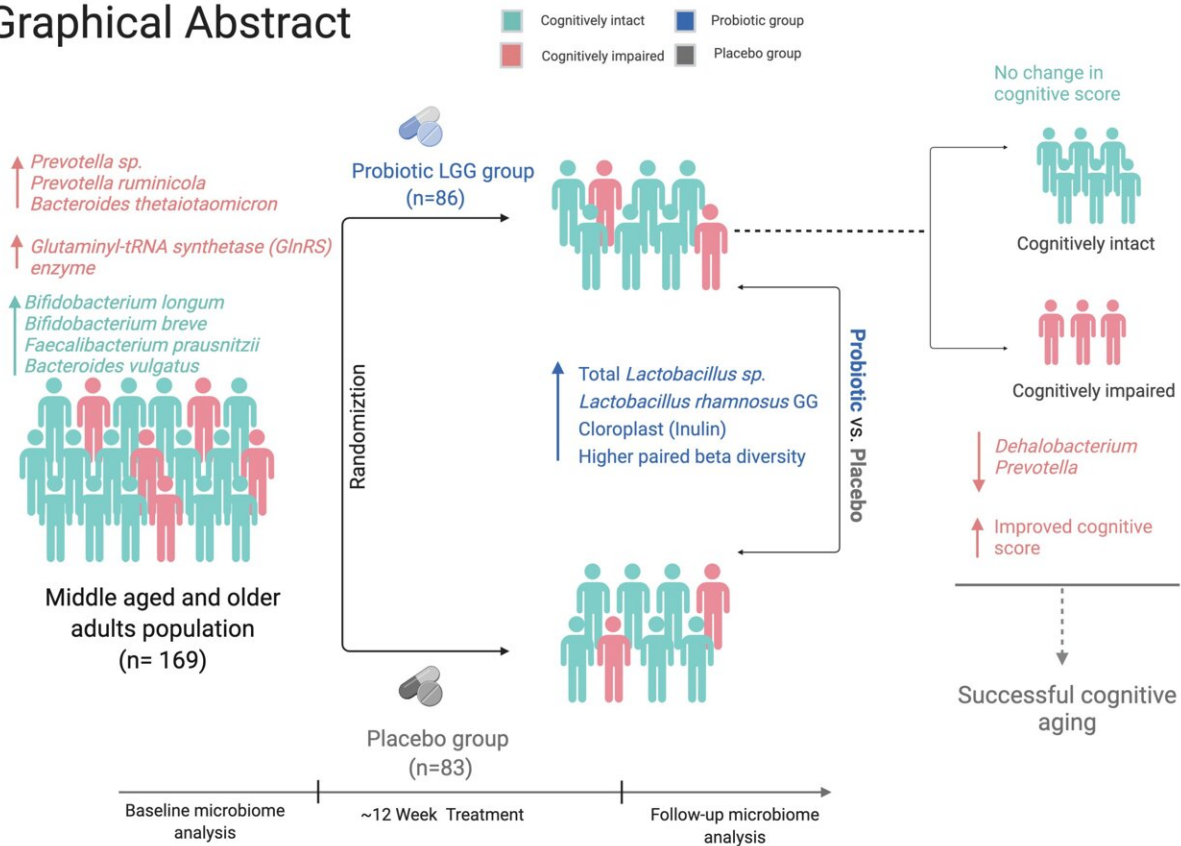 Graphical Abstract
Cognitively intact
Probiotic group
Cognitively impaired
Placebo group
Prevotella sp.
Prevotella ruminicola
Bacteroides thetaiotaomicron
Glutaminyl-tRNA synthetase (GlnRS)
enzyme
Bifidobacterium longum
Bifidobacterium breve
Faecalibacterium prausnitzii
Bacteroides vulgatus
Middle aged and older
adults population
(n= 169)
Randomiztion
Probiotic LGG group
(n=86)
Placebo group
(n=83)
Total Lactobacillus sp.
Lactobacillus rhamnosus GG
Cloroplast (Inulin)
Higher paired beta diversity
Probiotic vs. Placebo
No change in
cognitive score
Cognitively intact
Cognitively impaired
Dehalobacterium
Prevotella
Improved cognitive
score
Successful cognitive
aging
Baseline microbiome
analysis
~12 Week Treatment
Follow-up microbiome
analysis